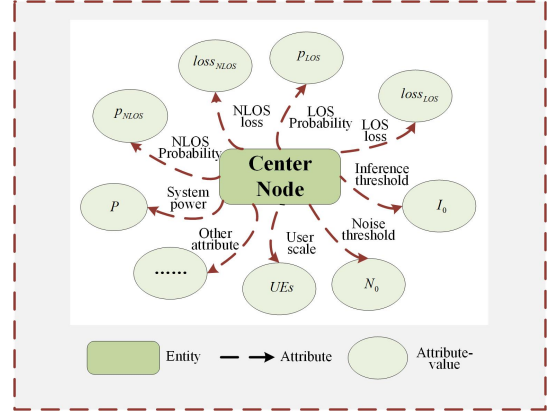 p_LOS
loss_NLOS
loss_LOS
NLOS
loss
LOS
Probability
LOS
loss
p_NLOS
NLOS
Probability
Center
Node
Inference
threshold
P
System
power
I_0
Other
attribute
User
scale
Noise
threshold
......
UEs
N_0
Entity
Attribute
Attribute-
value